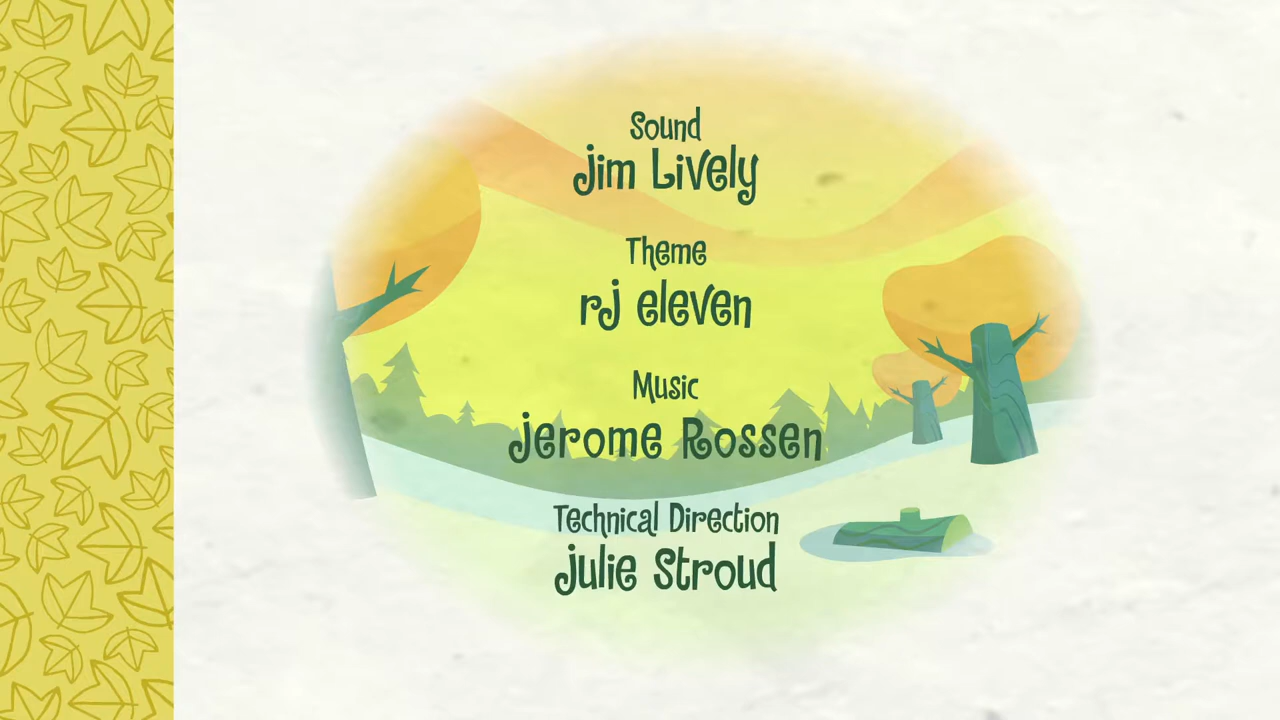 Sound
jim Lively
Theme
rj eleven
Music
jerome Rossen
Technical Direction
julie Stroud